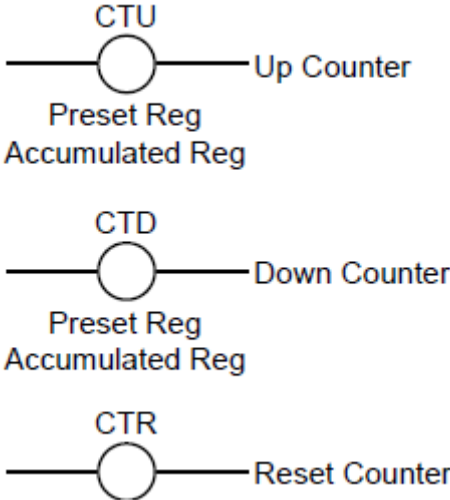 CTU
Up Counter
Preset Reg
Accumulated Reg
CTD
Down Counter
Preset Reg
Accumulated Reg
CTR
Reset Counter